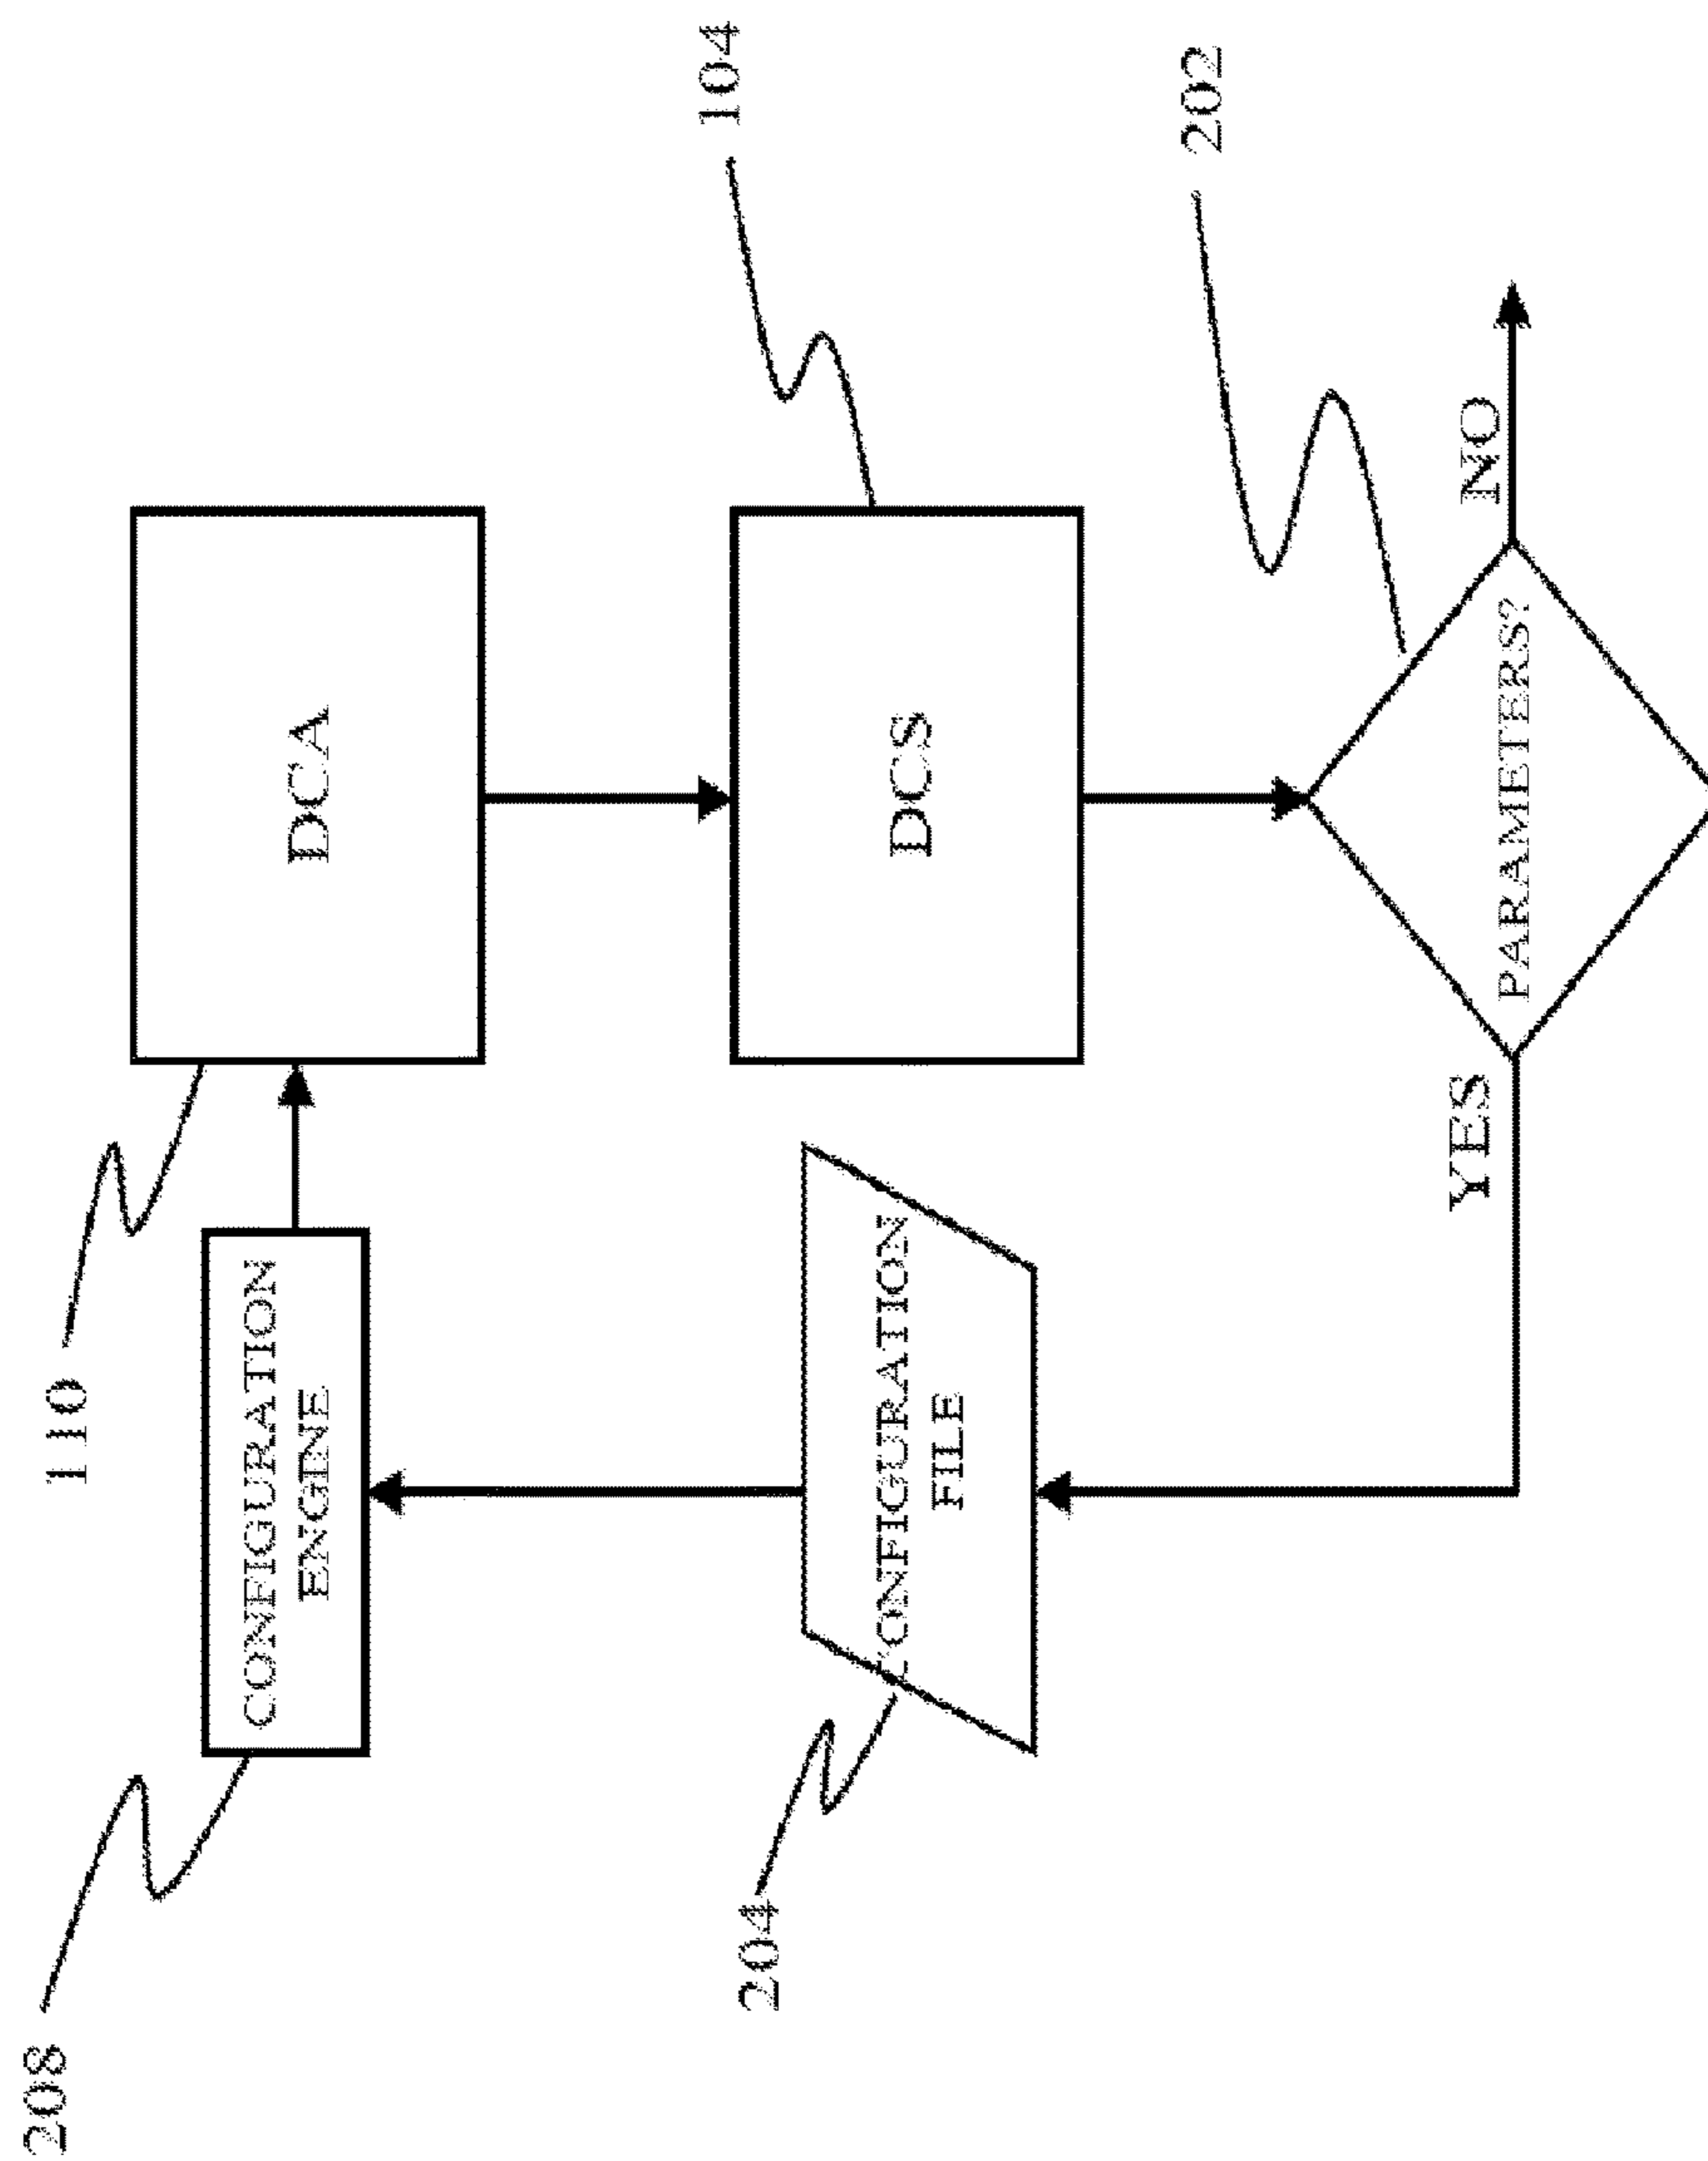 208
110
CONFIGURATION
ENGINE
DCA
204
104
CONFIGURATION
FILE
DCS
202
YES
PARAMETERS?
NO